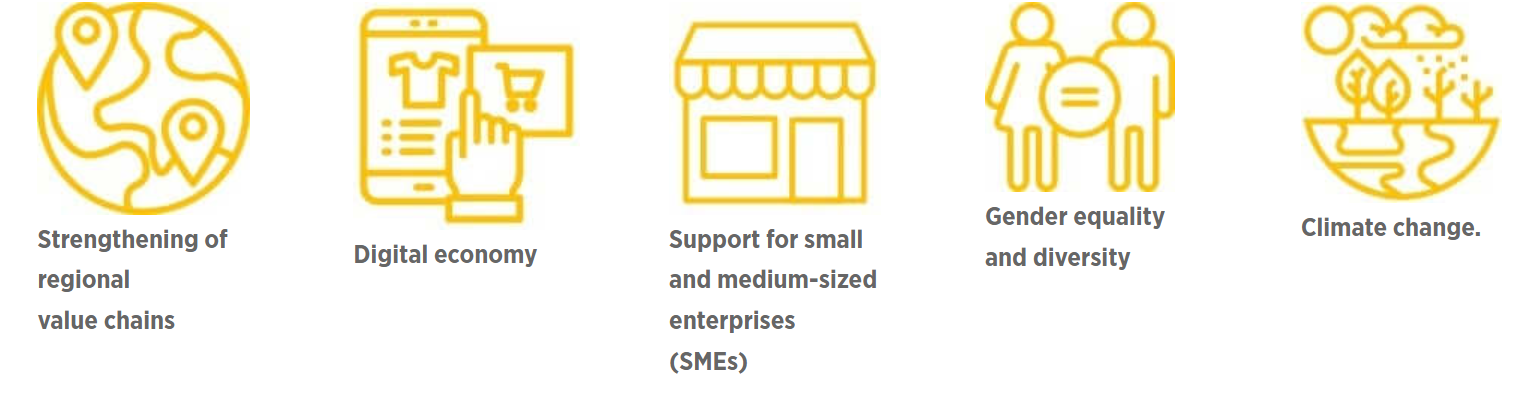 Strengthening of
regional
value chains
Digital economy
Support for small
and medium-sized
enterprises
(SMEs)
Gender equality
and diversity
Climate change.